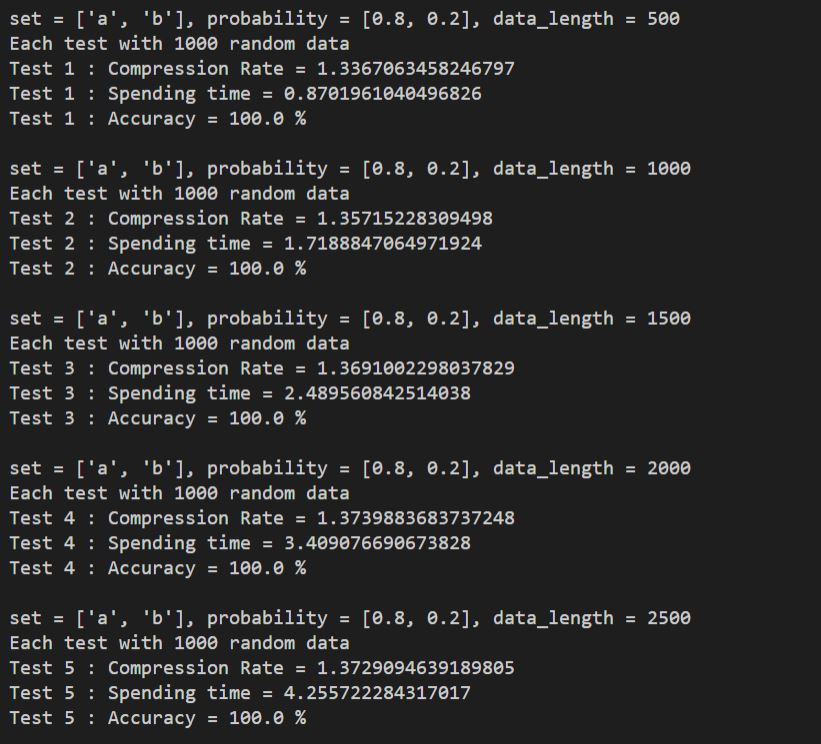 set = ['a', 'b'], probability = [0.8, 0.2], data_length = 500
Each test with 1000 random data
Test 1 : Compression Rate = 1.3367063458246797
Test 1 : Spending time = 0.8701961040496826
Test 1 : Accuracy = 100.0 %
set = ['a', 'b'], probability = [0.8, 0.2], data_length = 1000
Each test with 1000 random data
Test 2 : Compression Rate = 1.35715228309498
Test 2 : Spending time = 1.7188847064971924
Test 2 : Accuracy = 100.0 %
set = ['a', 'b'], probability = [0.8, 0.2], data_length = 1500
Each test with 1000 random data
Test 3 : Compression Rate = 1.3691002298037829
Test 3 : Spending time = 2.489560842514038
Test 3 : Accuracy = 100.0 %
set = ['a', 'b'], probability = [0.8, 0.2], data_length = 2000
Each test with 1000 random data
Test 4 : Compression Rate = 1.3739883683737248
Test 4 : Spending time = 3.409076690673828
Test 4 : Accuracy = 100.0 %
set = ['a', 'b'], probability = [0.8, 0.2], data_length = 2500
Each test with 1000 random data
Test 5 : Compression Rate = 1.3729094639189805
Test 5 : Spending time = 4.255722284317017
Test 5 : Accuracy = 100.0 %